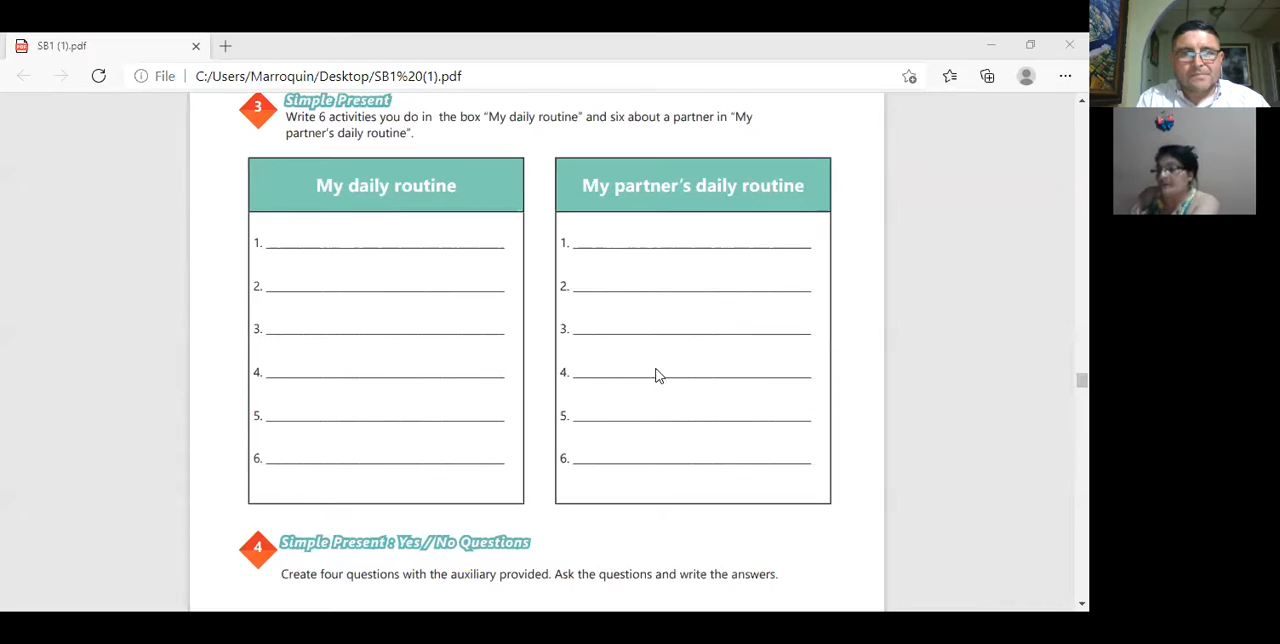 SB1 (1).pdf
File C:/Users/Marroquin/Desktop/SB1%20(1).pdf
3 Simple Present
Write 6 activities you do in the box “My daily routine” and six about a partner in “My
partner’s daily routine”.
My daily routine
1.
2.
3.
4.
5.
6.
My partner’s daily routine
1.
2.
3.
4.
5.
6.
4 Simple Present : Yes/No Questions
Create four questions with the auxiliary provided. Ask the questions and write the answers.